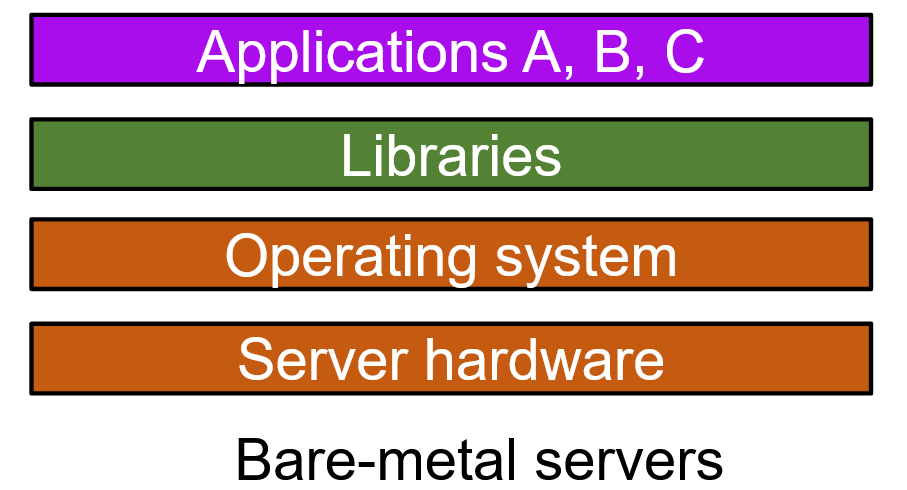 Applications A, B, C
Libraries
Operating system
Server hardware
Bare-metal servers